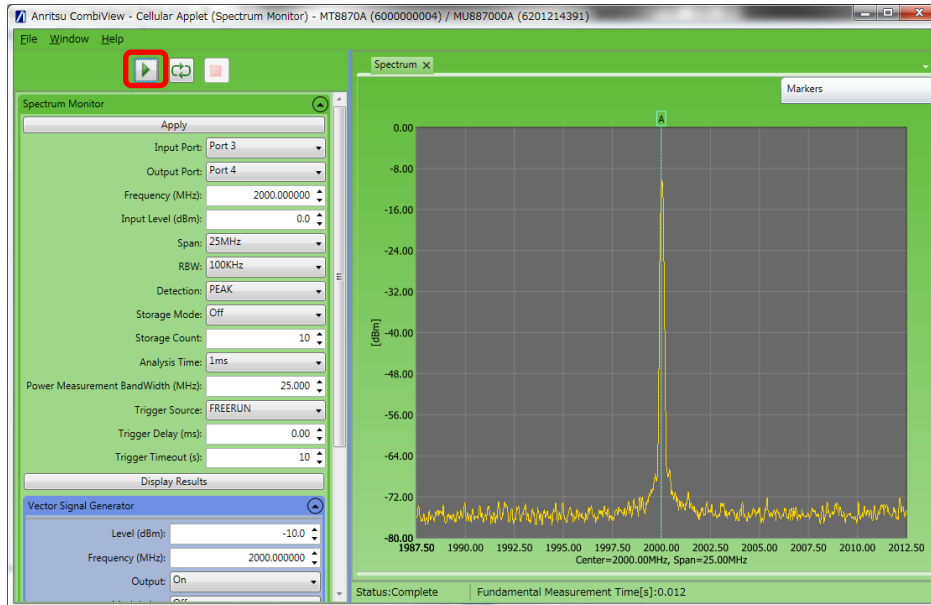 Anritsu CombiView - Cellular Applet (Spectrum Monitor) - MT8870A (6000000004) / MU887000A (6201214391)
File Window Help
Spectrum Monitor
Apply
Input Port: Port 3
Output Port: Port 4
Frequency (MHz): 2000.000000
Input Level (dBm): 0.0
Span: 25MHz
RBW: 100KHz
Detection: PEAK
Storage Mode: Off
Storage Count: 10
Analysis Time: 1ms
Power Measurement BandWidth (MHz): 25.000
Trigger Source: FREERUN
Trigger Delay (ms): 0.00
Trigger Timeout (s): 10
Display Results
Vector Signal Generator
Level (dBm): -10.0
Frequency (MHz): 2000.000000
Output: On
Spectrum
Markers
A
0.00
-8.00
-16.00
-24.00
-32.00
[dBm]
-40.00
-48.00
-56.00
-64.00
-72.00
-80.00
1987.50 1990.00 1992.50 1995.00 1997.50 2000.00 2002.50 2005.00 2007.50 2010.00 2012.50
Center=2000.00MHz, Span=25.00MHz
Status:Complete Fundamental Measurement Time[s]:0.012